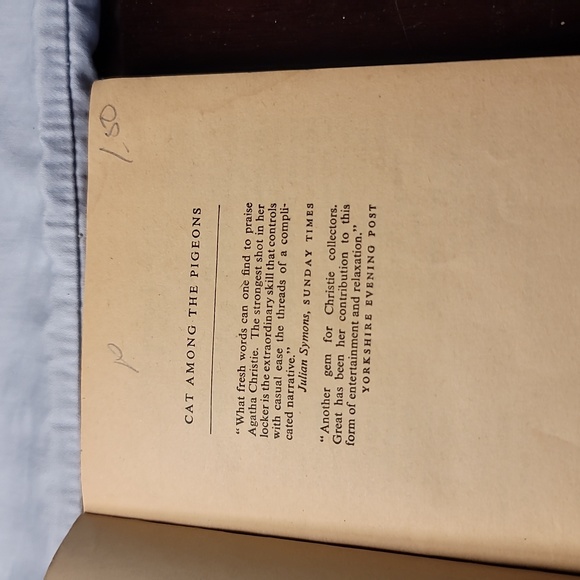 1.50
CAT AMONG THE PIGEONS
"What fresh words can one find to praise
Agatha Christie. The strongest shot in her
locker is the extraordinary skill that controls
with casual ease the threads of a compli-
cated narrative."
Julian Symons, SUNDAY TIMES
"Another gem for Christie collectors.
Great has been her contribution to this
form of entertainment and relaxation."
YORKSHIRE EVENING POST